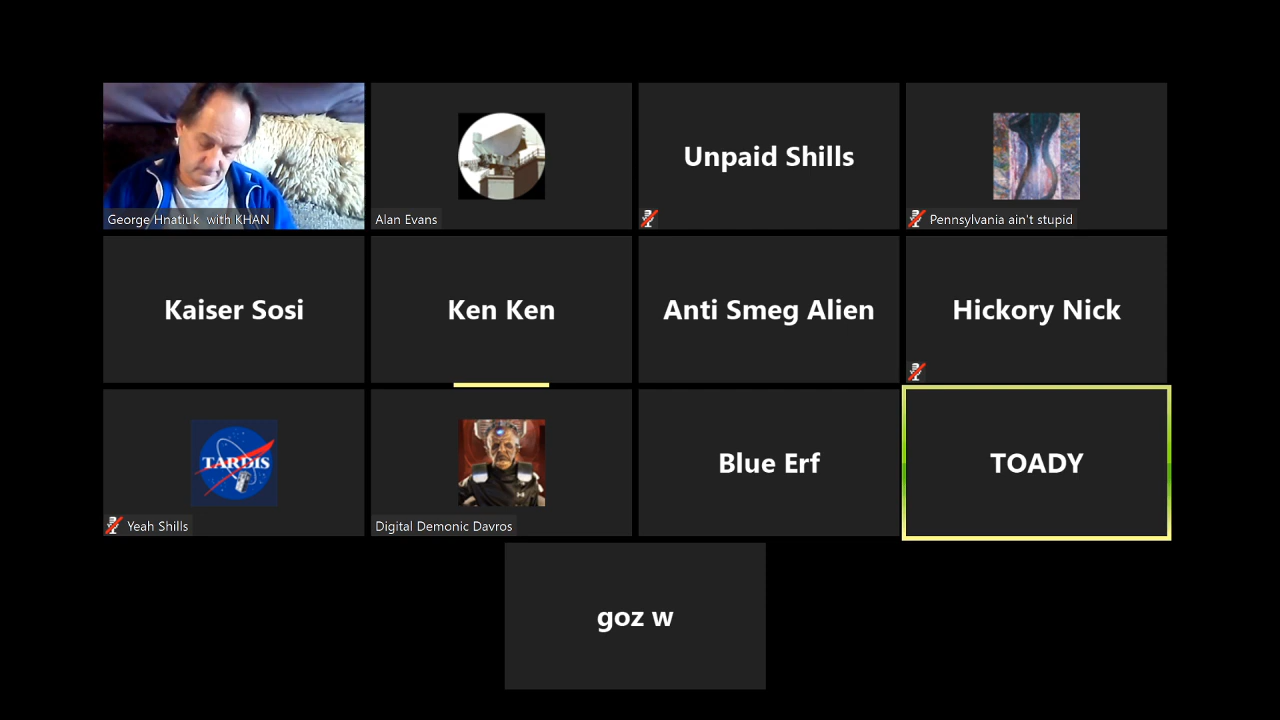 George Hnatiuk with KHAN
Alan Evans
Unpaid Shills
Pennsylvania ain't stupid
Kaiser Sosi
Ken Ken
Anti Smeg Alien
Hickory Nick
TARDIS
Yeah Shills
Digital Demonic Davros
Blue Erf
TOADY
goz w